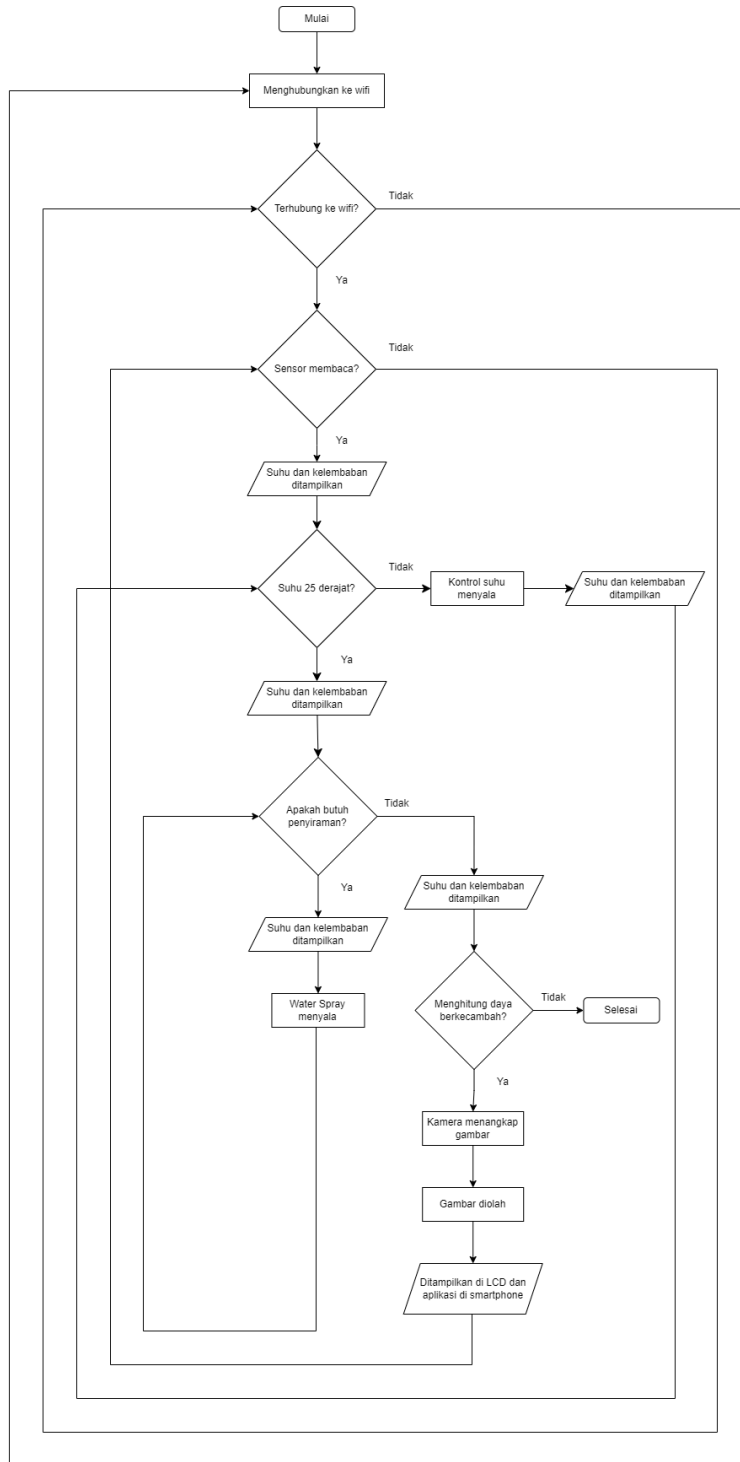 Mulai
Menghubungkan ke wifi
Terhubung ke wifi?
Tidak
Ya
Sensor membaca?
Tidak
Ya
Suhu dan kelembaban
ditampilkan
Suhu 25 derajat?
Tidak
Kontrol suhu
menyala
Suhu dan kelembaban
ditampilkan
Ya
Suhu dan kelembaban
ditampilkan
Apakah butuh
penyiraman?
Tidak
Ya
Suhu dan kelembaban
ditampilkan
Suhu dan kelembaban
ditampilkan
Water Spray
menyala
Menghitung daya
berkecambah?
Tidak
Selesai
Ya
Kamera menangkap
gambar
Gambar diolah
Ditampilkan di LCD dan
aplikasi di smartphone